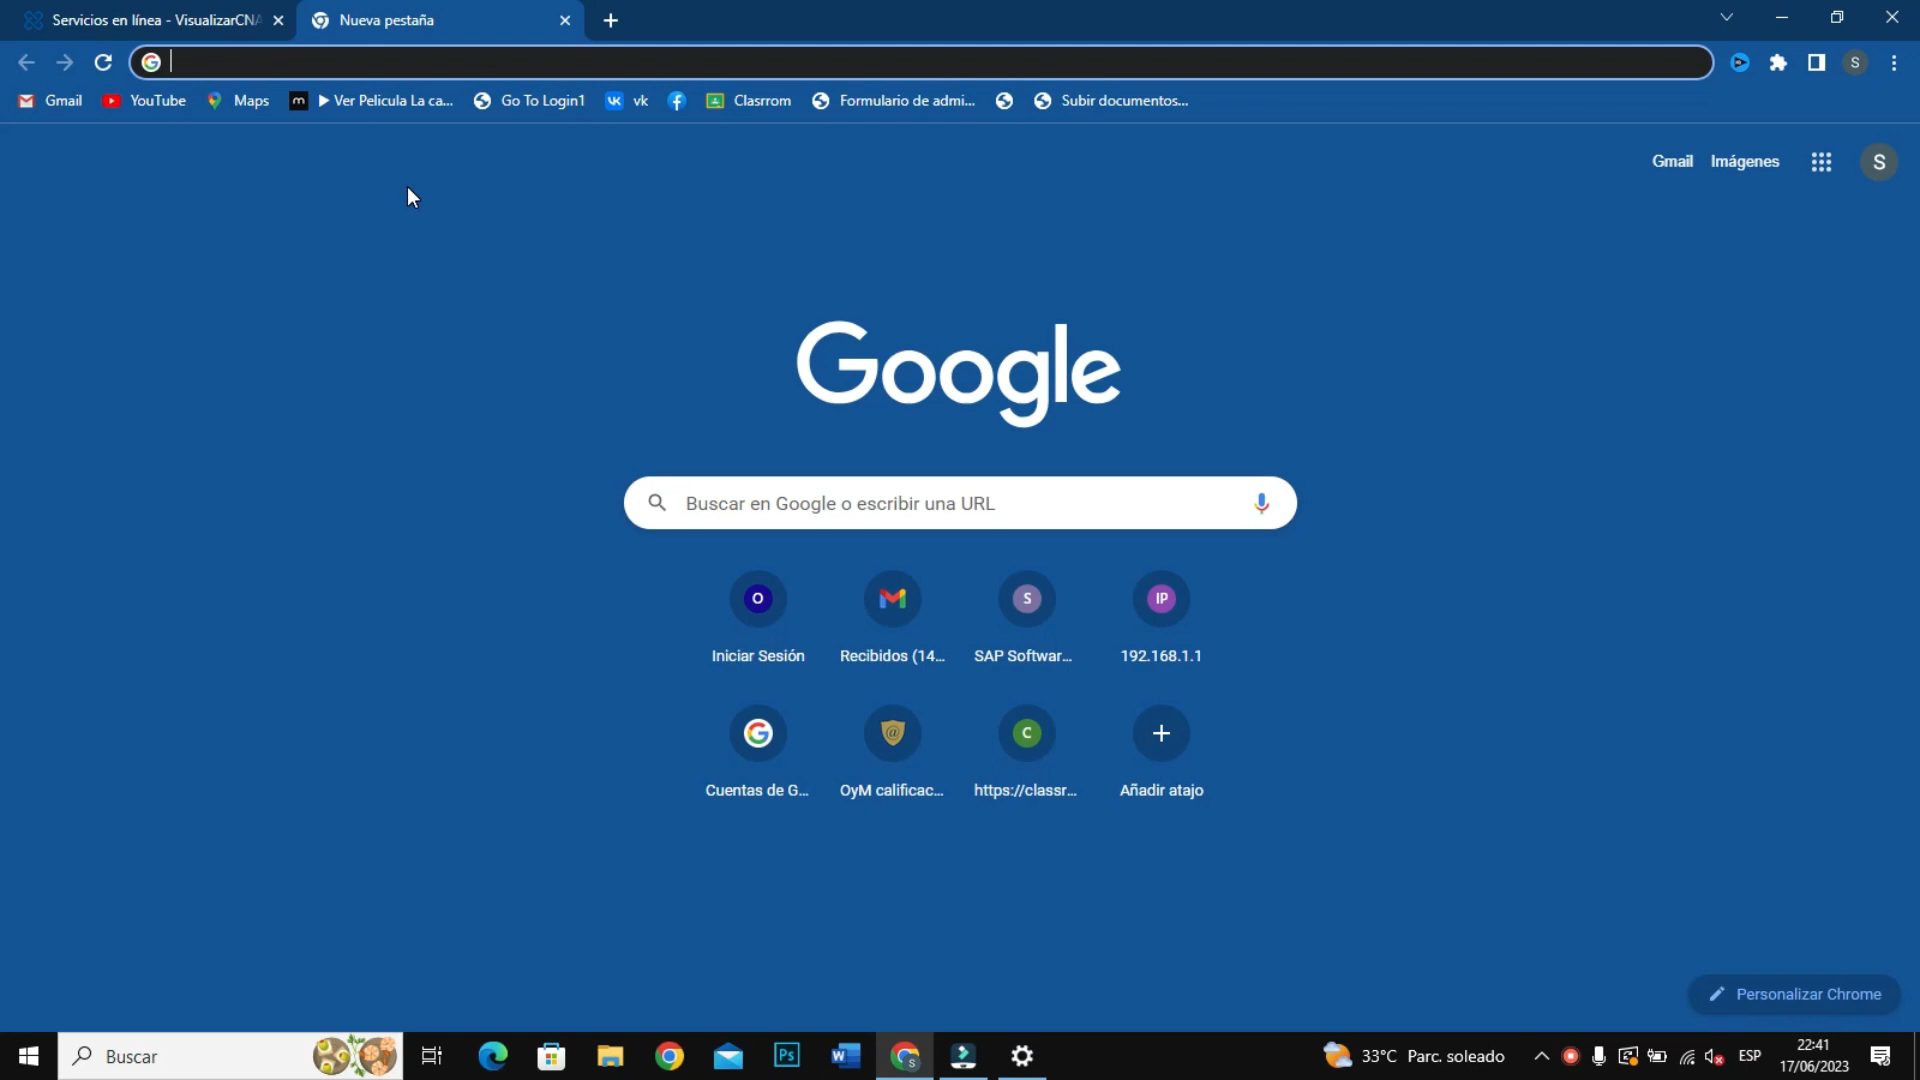 Servicios en línea - VisualizarCNA
Nueva pestaña
Gmail
YouTube
Maps
m
Ver Pelicula La ca...
Go To Login1
vk
Clasrrom
Formulario de admi...
Subir documentos...
S
Gmail
Imágenes
S
Google
Buscar en Google o escribir una URL
O
M
S
IP
Iniciar Sesión
Recibidos (14...
SAP Softwar...
192.168.1.1
G
@
C
Cuentas de G...
OyM calificac...
https://classr...
Añadir atajo
Personalizar Chrome
Buscar
Ps
W
S
33°C Parc. soleado
ESP
22:41
17/06/2023